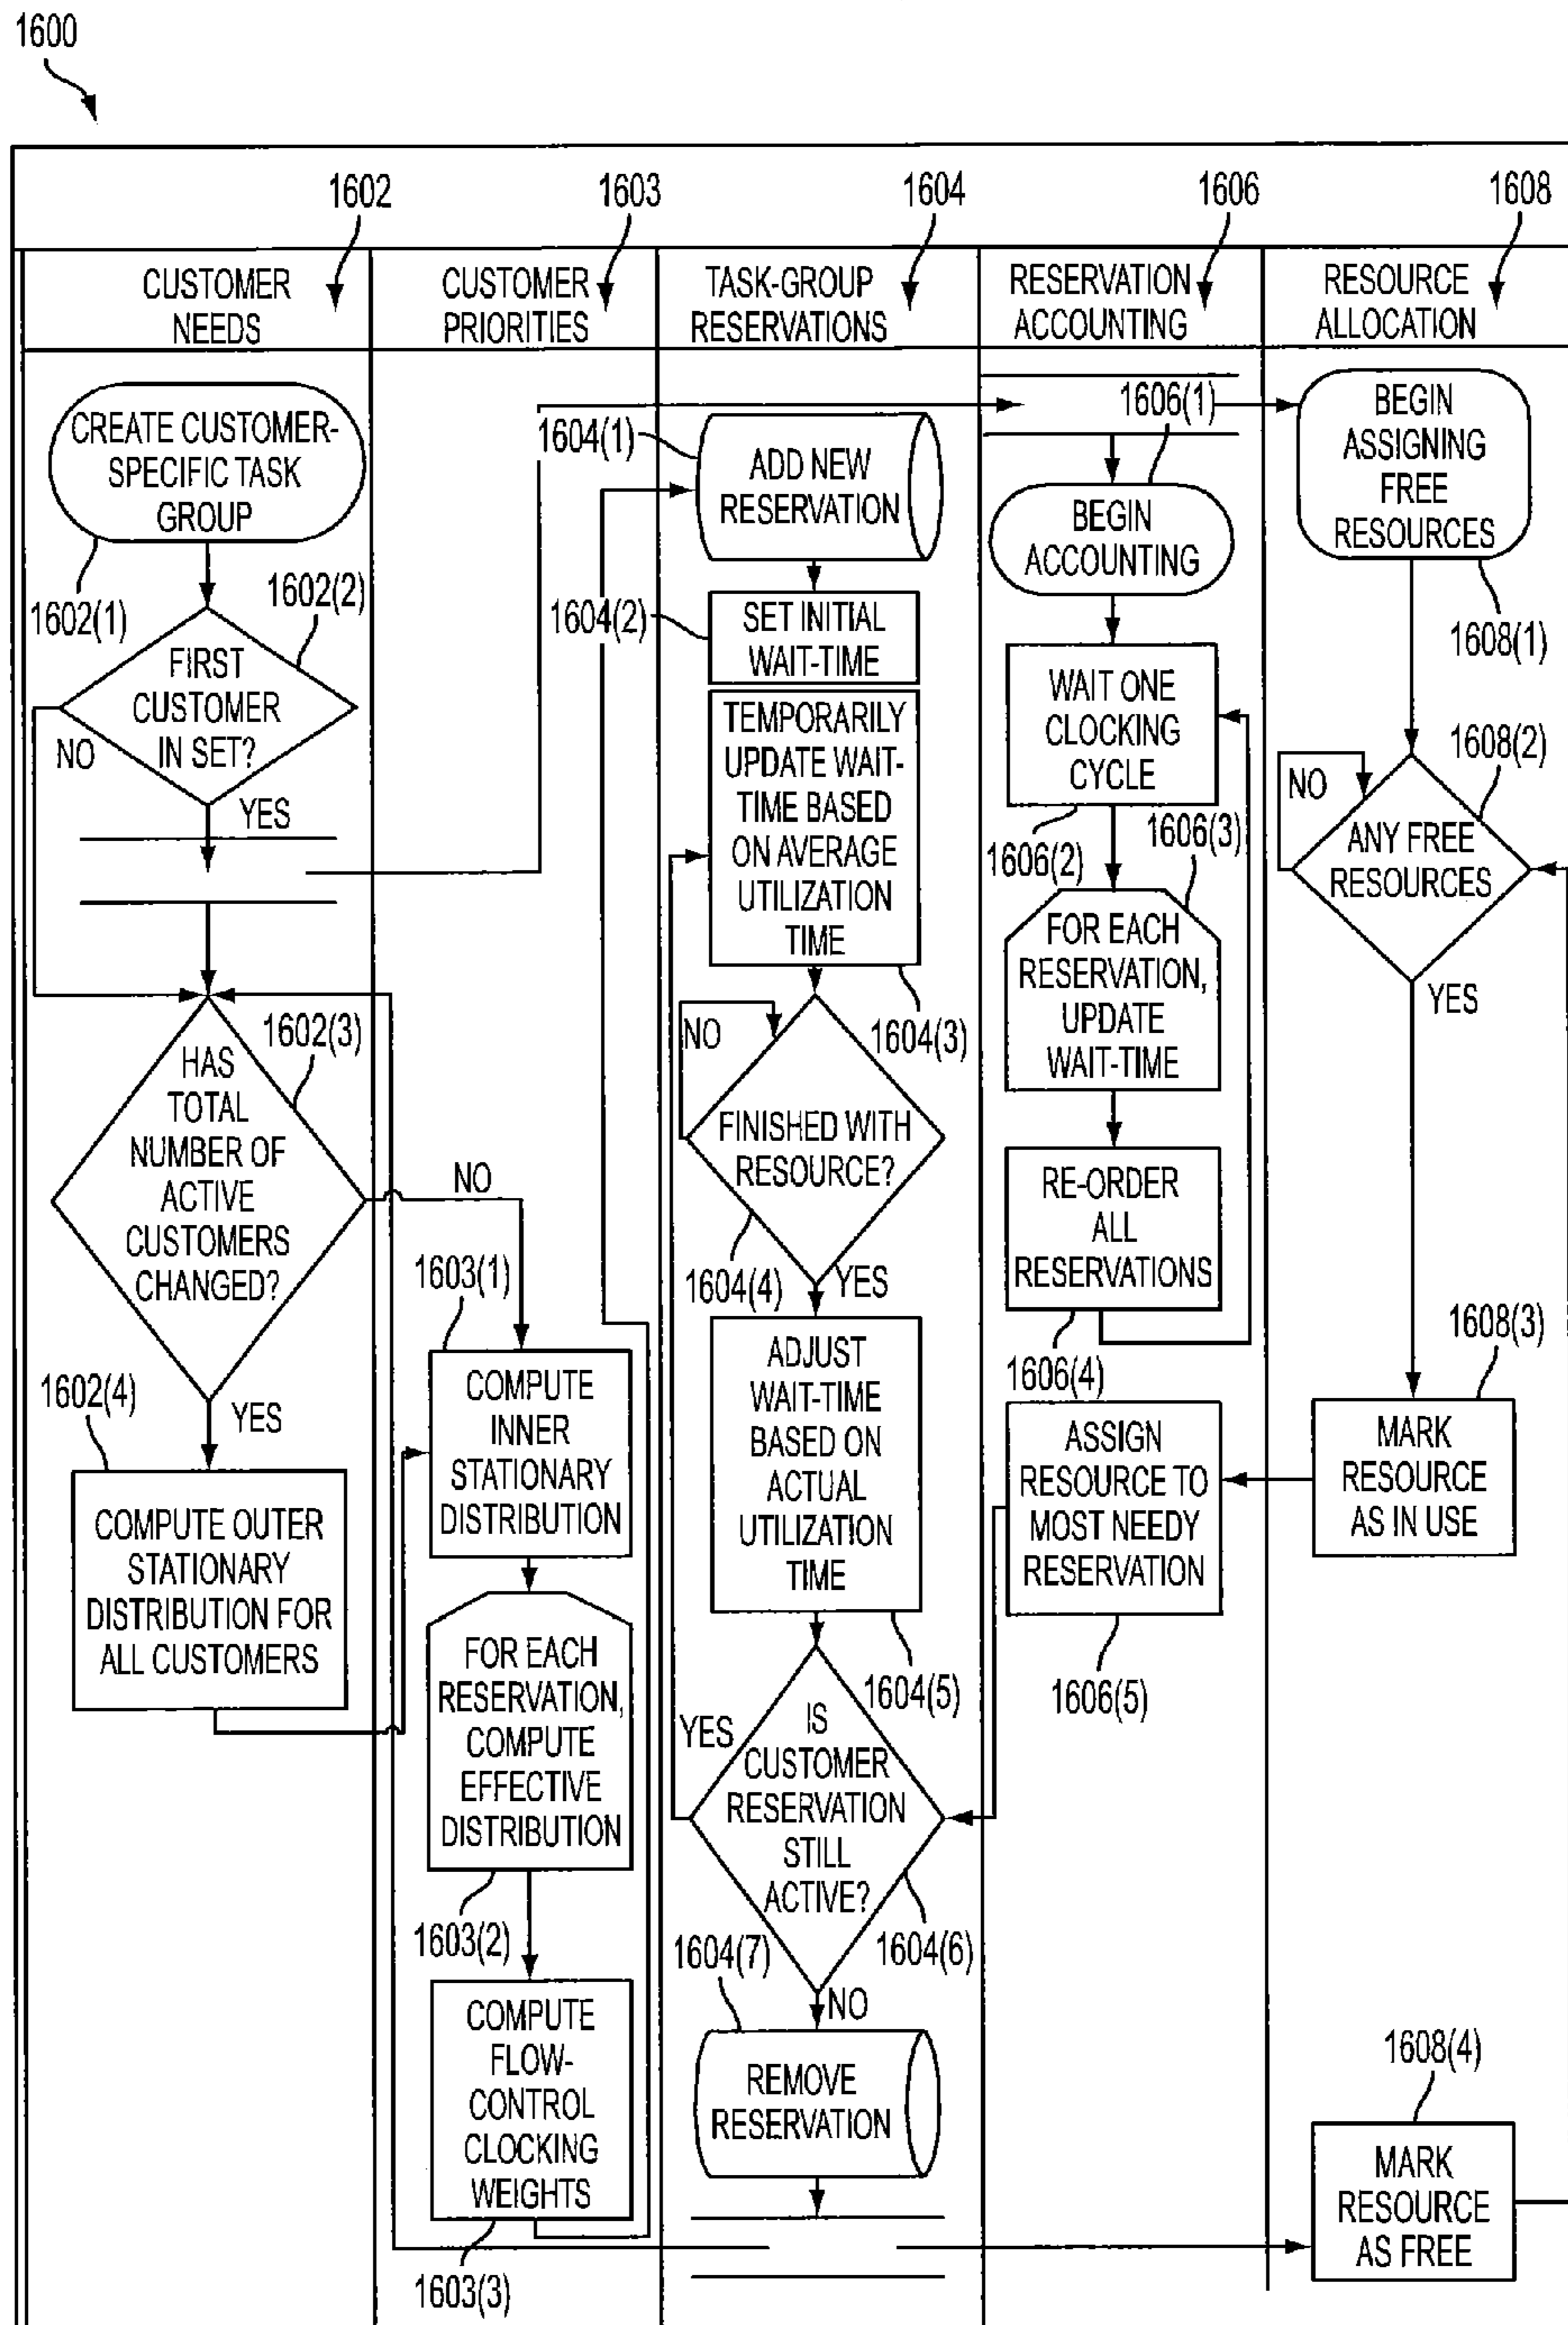 1600
1602
1603
1604
1606
1608
CUSTOMER
NEEDS
CUSTOMER
PRIORITIES
TASK-GROUP
RESERVATIONS
RESERVATION
ACCOUNTING
RESOURCE
ALLOCATION
CREATE CUSTOMER-
SPECIFIC TASK
GROUP
1602(1)
1602(2)
FIRST
CUSTOMER
IN SET?
NO
YES
1602(3)
HAS
TOTAL
NUMBER OF
ACTIVE
CUSTOMERS
CHANGED?
NO
YES
1602(4)
COMPUTE OUTER
STATIONARY
DISTRIBUTION FOR
ALL CUSTOMERS
1603(1)
COMPUTE
INNER
STATIONARY
DISTRIBUTION
FOR EACH
RESERVATION,
COMPUTE
EFFECTIVE
DISTRIBUTION
1603(2)
COMPUTE
FLOW-
CONTROL
CLOCKING
WEIGHTS
1603(3)
1604(1)
ADD NEW
RESERVATION
1604(2)
SET INITIAL
WAIT-TIME
TEMPORARILY
UPDATE WAIT-
TIME BASED
ON AVERAGE
UTILIZATION
TIME
1604(3)
NO
FINISHED WITH
RESOURCE?
1604(4)
YES
ADJUST
WAIT-TIME
BASED ON
ACTUAL
UTILIZATION
TIME
1604(5)
YES
IS
CUSTOMER
RESERVATION
STILL
ACTIVE?
1604(6)
1604(7)
NO
REMOVE
RESERVATION
1606(1)
BEGIN
ACCOUNTING
WAIT ONE
CLOCKING
CYCLE
1606(2)
1606(3)
FOR EACH
RESERVATION,
UPDATE
WAIT-TIME
RE-ORDER
ALL
RESERVATIONS
1606(4)
ASSIGN
RESOURCE TO
MOST NEEDY
RESERVATION
1606(5)
BEGIN
ASSIGNING
FREE
RESOURCES
1608(1)
1608(2)
NO
ANY FREE
RESOURCES
YES
1608(3)
MARK
RESOURCE
AS IN USE
1608(4)
MARK
RESOURCE
AS FREE